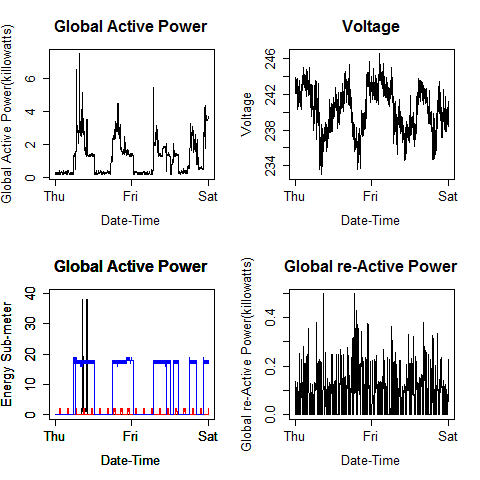 Global Active Power
Global Active Power(killowatts)
0 2 4 6
Thu Fri Sat
Date-Time
Voltage
Voltage
234 238 242 246
Thu Fri Sat
Date-Time
Global Active Power
Energy Sub-meter
0 10 20 30 40
Thu Fri Sat
Date-Time
Global re-Active Power
Global re-Active Power(killowatts)
0.0 0.2 0.4
Thu Fri Sat
Date-Time